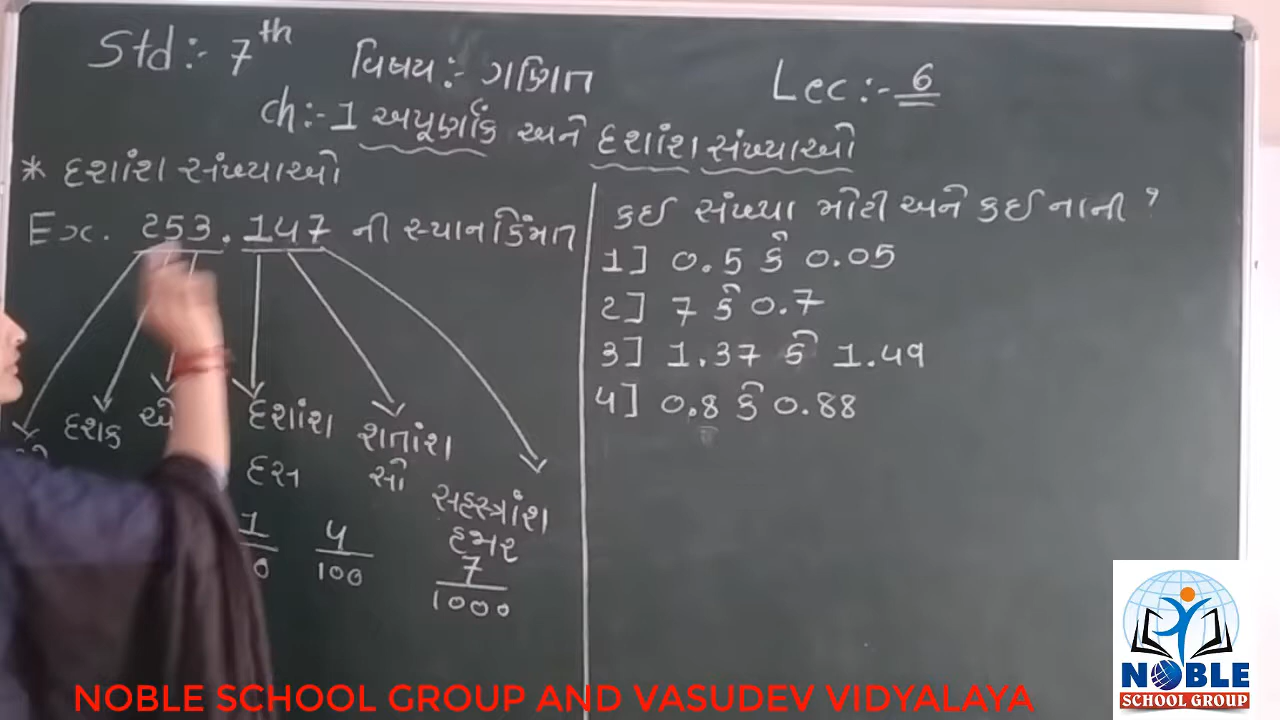 Std:- 7th વિષય:- ગણિત Lec:- 6
ch:- 1 અપૂર્ણાંક અને દશાંશ સંખ્યાઓ
* દશાંશ સંખ્યાઓ
Ex. 253.147 ની સ્થાનકિંમત
દશક એ દશાંશ શતાંશ
દસ સો
સહસ્ત્રાંશ
હજાર
1 4 7
100 1000
કઈ સંખ્યા મોટી અને કઈ નાની ?
1] 0.5 કે 0.05
2] 7 કે 0.7
3] 1.37 કે 1.49
4] 0.8 કે 0.88
NOBLE
SCHOOL GROUP
NOBLE SCHOOL GROUP AND VASUDEV VIDYALAYA